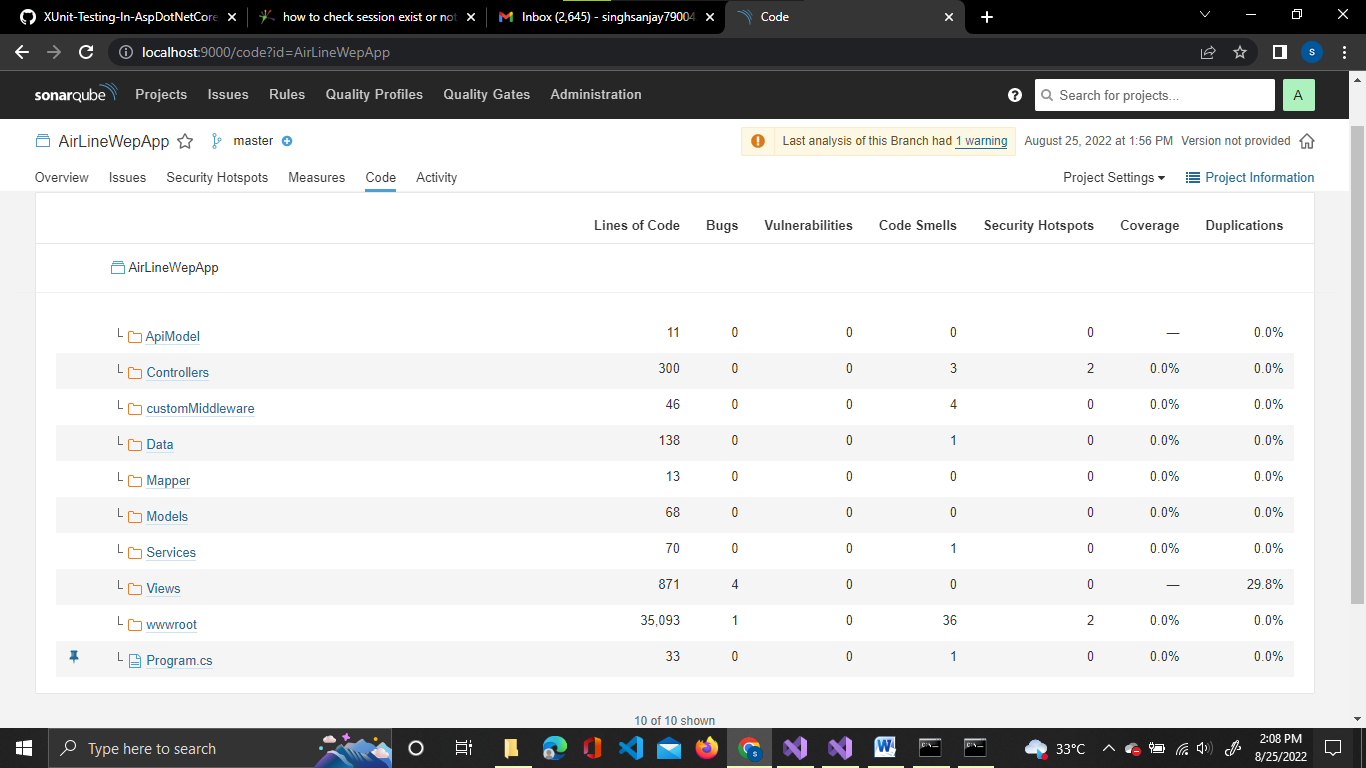 XUnit-Testing-In-AspDotNetCore
how to check session exist or not
Inbox (2,645) - singhsanjay79004
Code
localhost:9000/code?id=AirLineWepApp
S
sonarqube Projects Issues Rules Quality Profiles Quality Gates Administration
? Search for projects... A
AirLineWepApp master
! Last analysis of this Branch had 1 warning August 25, 2022 at 1:56 PM Version not provided
Overview Issues Security Hotspots Measures Code Activity Project Settings Project Information
Lines of Code Bugs Vulnerabilities Code Smells Security Hotspots Coverage Duplications
AirLineWepApp
ApiModel 11 0 0 0 0 — 0.0%
Controllers 300 0 0 3 2 0.0% 0.0%
customMiddleware 46 0 0 4 0 0.0% 0.0%
Data 138 0 0 1 0 0.0% 0.0%
Mapper 13 0 0 0 0 0.0% 0.0%
Models 68 0 0 0 0 0.0% 0.0%
Services 70 0 0 1 0 0.0% 0.0%
Views 871 4 0 0 0 — 29.8%
wwwroot 35,093 1 0 36 2 0.0% 0.0%
Program.cs 33 0 0 1 0 0.0% 0.0%
10 of 10 shown
Type here to search
33°C
2:08 PM
8/25/2022